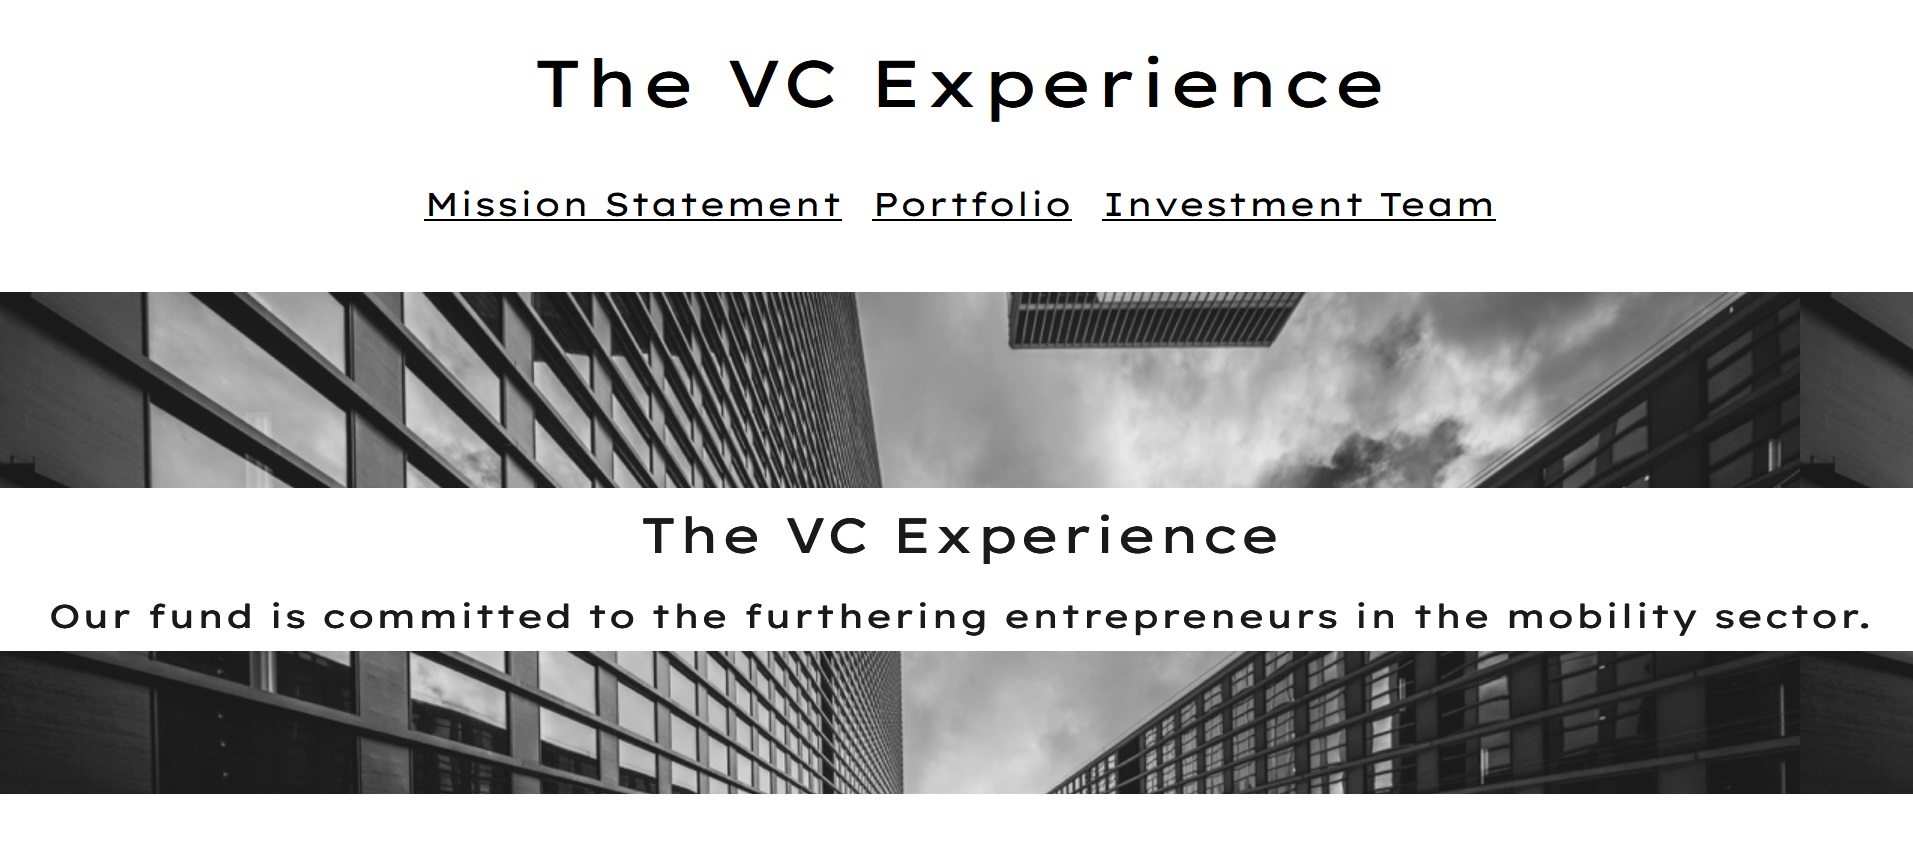 The VC Experience
Mission Statement Portfolio Investment Team
The VC Experience
Our fund is committed to the furthering entrepreneurs in the mobility sector.